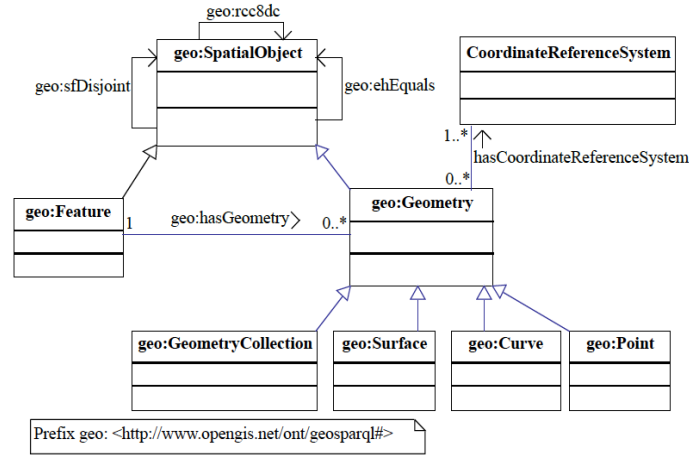 geo:rcc8dc
geo:SpatialObject
CoordinateReferenceSystem
geo:sfDisjoint
geo:ehEquals
1..*
hasCoordinateReferenceSystem
0..*
geo:Feature
geo:Geometry
1
geo:hasGeometry
0..*
geo:GeometryCollection
geo:Surface
geo:Curve
geo:Point
Prefix geo: <http://www.opengis.net/ont/geosparql#>